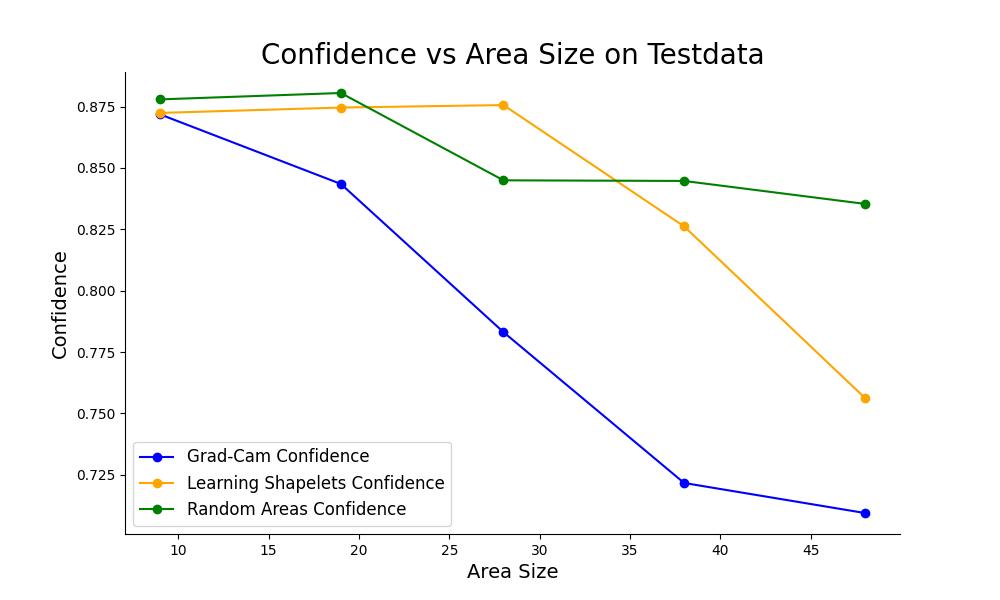 Confidence vs Area Size on Testdata
Confidence
0.875
0.850
0.825
0.800
0.775
0.750
0.725
Grad-Cam Confidence
Learning Shapelets Confidence
Random Areas Confidence
10 15 20 25 30 35 40 45
Area Size